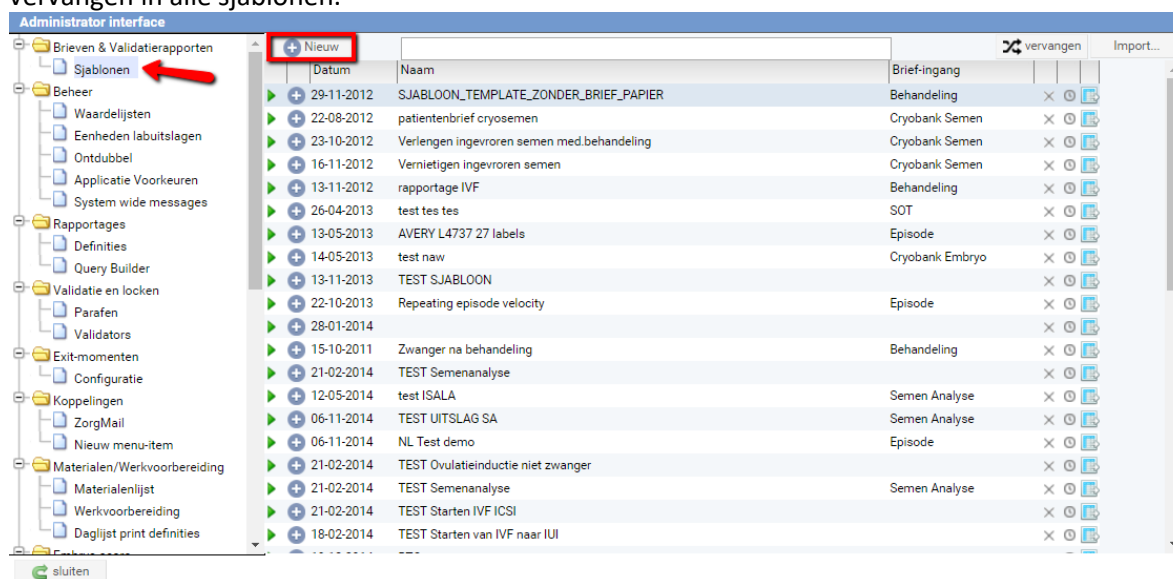 vervangen in alle sjablonen.
Administrator interface
Brieven & Validatierapporten
Sjablonen
Beheer
Waardelijsten
Eenheden labuitslagen
Ontdubbel
Applicatie Voorkeuren
System wide messages
Rapportages
Definities
Query Builder
Validatie en locken
Parafen
Validators
Exit-momenten
Configuratie
Koppelingen
ZorgMail
Nieuw menu-item
Materialen/Werkvoorbereiding
Materialenlijst
Werkvoorbereiding
Daglijst print definities
Nieuw vervangen Import...
Datum Naam Brief-ingang
29-11-2012 SJABLOON_TEMPLATE_ZONDER_BRIEF_PAPIER Behandeling
22-08-2012 patientenbrief cryosemen Cryobank Semen
23-10-2012 Verlengen ingevroren semen med.behandeling Cryobank Semen
16-11-2012 Vernietigen ingevroren semen Cryobank Semen
13-11-2012 rapportage IVF Behandeling
26-04-2013 test tes tes SOT
13-05-2013 AVERY L4737 27 labels Episode
14-05-2013 test naw Cryobank Embryo
13-11-2013 TEST SJABLOON
22-10-2013 Repeating episode velocity Episode
28-01-2014
15-10-2011 Zwanger na behandeling Behandeling
21-02-2014 TEST Semenanalyse
12-05-2014 test ISALA Semen Analyse
06-11-2014 TEST UITSLAG SA Semen Analyse
06-11-2014 NL Test demo Episode
21-02-2014 TEST Ovulatieinductie niet zwanger
21-02-2014 TEST Semenanalyse Semen Analyse
21-02-2014 TEST Starten IVF ICSI
18-02-2014 TEST Starten van IVF naar IUI
sluiten